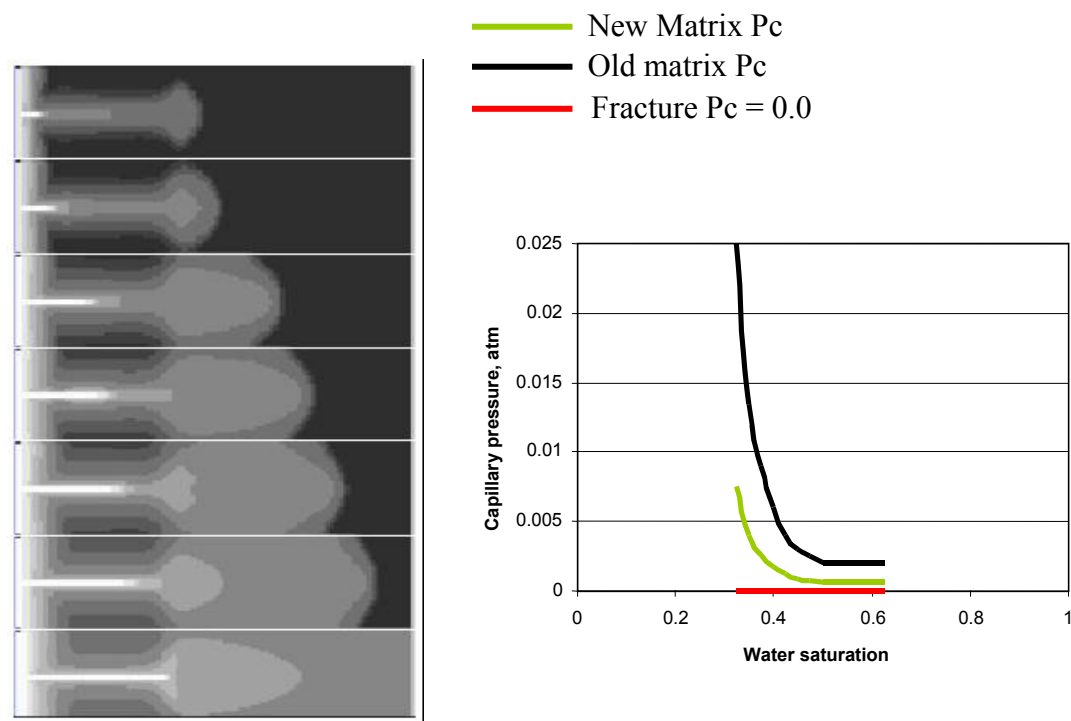 New Matrix Pc
Old matrix Pc
Fracture Pc = 0.0
0.025
0.02
0.015
0.01
0.005
0
0 0.2 0.4 0.6 0.8 1
Capillary pressure, atm
Water saturation